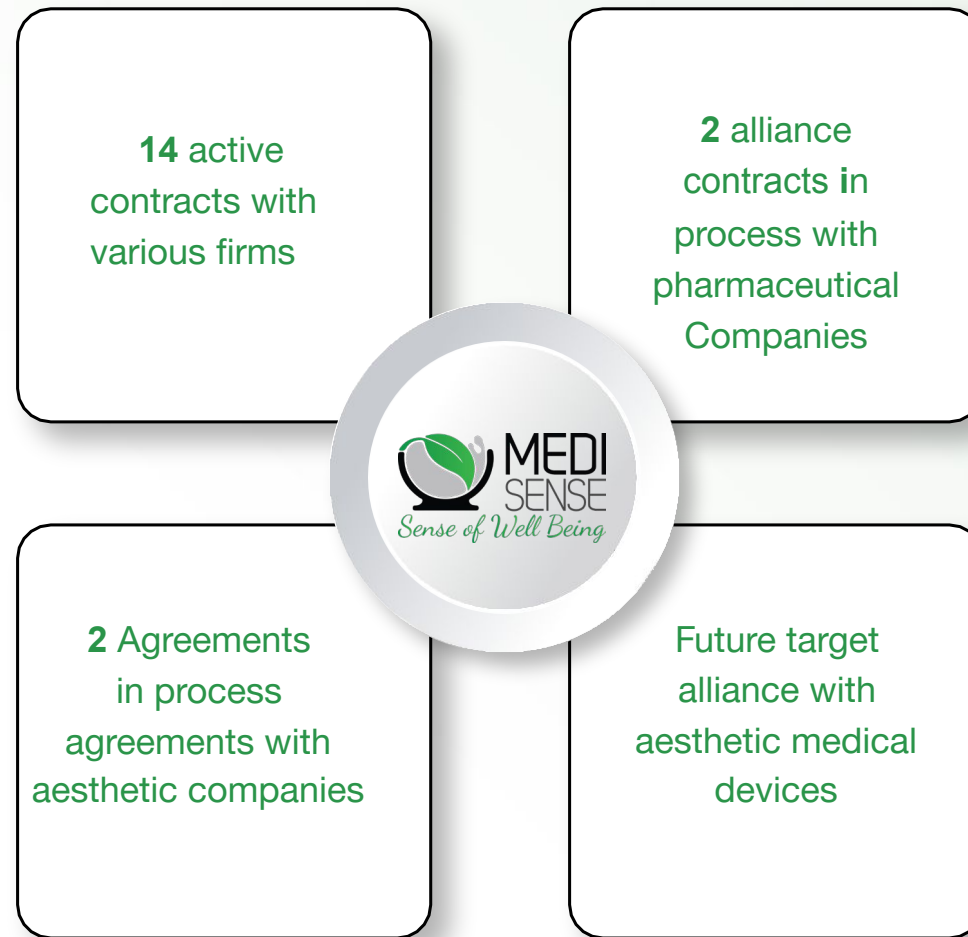 14 active
contracts with
various firms
2 alliance
contracts in
process with
pharmaceutical
Companies
MEDI
SENSE
Sense of Well Being
2 Agreements
in process
agreements with
aesthetic companies
Future target
alliance with
aesthetic medical
devices